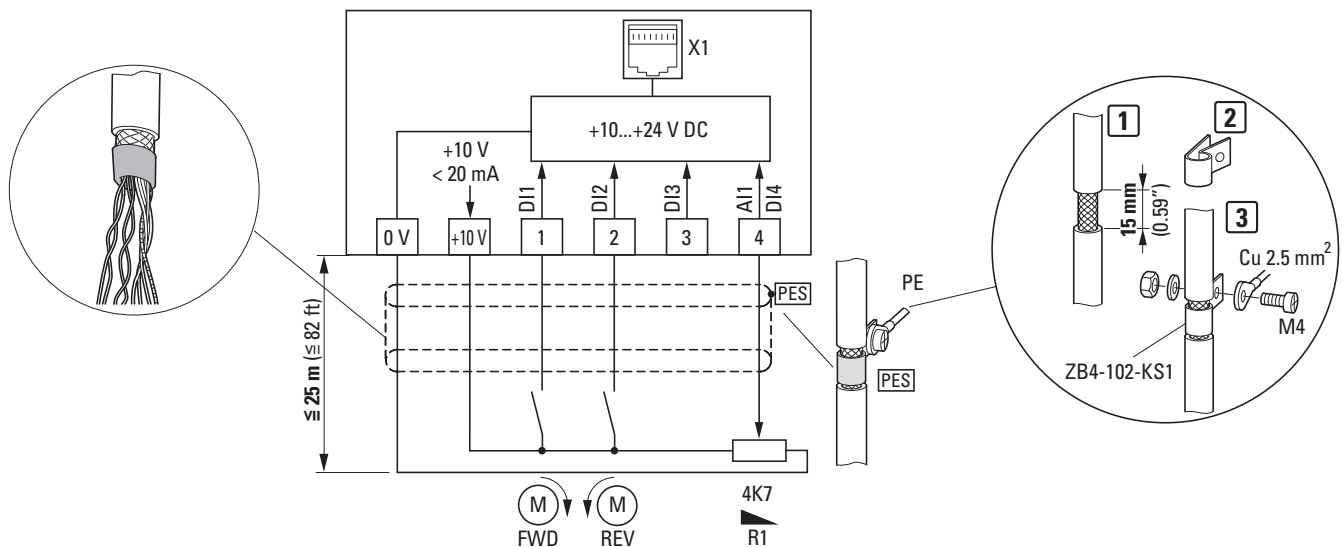 X1
+10...+24 V DC
+10 V
< 20 mA
DI1
DI2
DI3
AI1
DI4
0 V
+10 V
1
2
3
4
≦ 25 m (≦ 82 ft)
PES
PE
PES
M
FWD
M
REV
4K7
R1
1
2
15 mm
(0.59″)
3
Cu 2.5 mm²
M4
ZB4-102-KS1